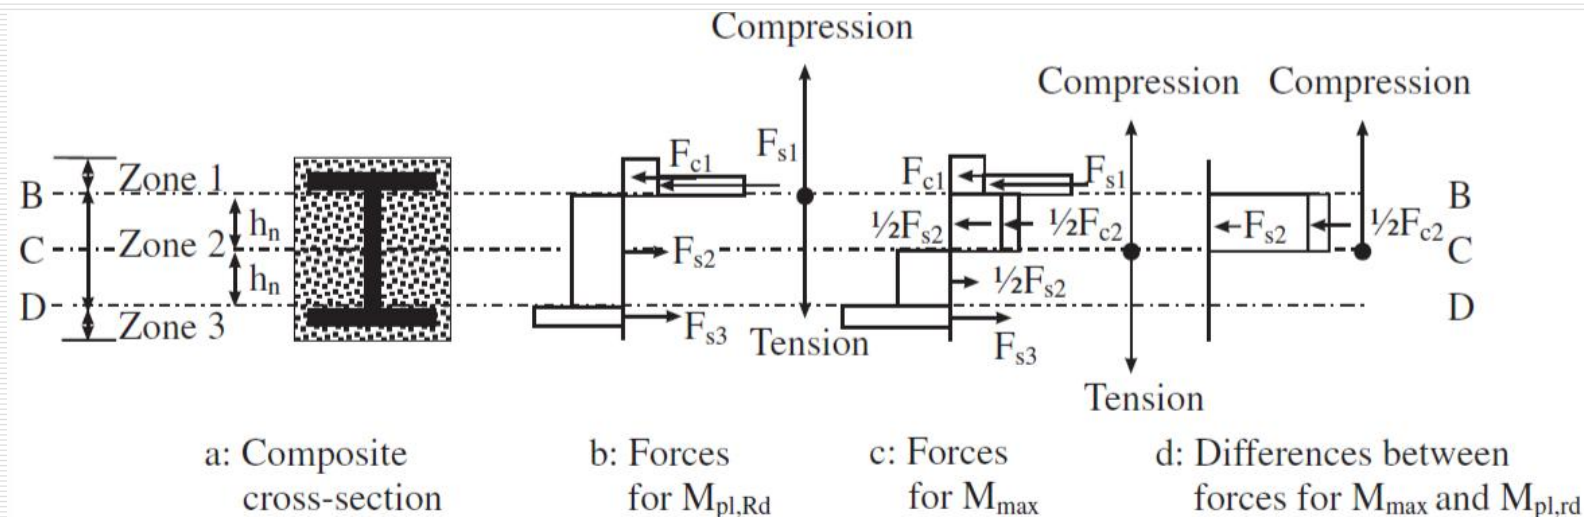 Compression
Compression Compression
Zone 1 F_c1 F_s1 F_c1 F_s1
B B
h_n ½F_s2 ½F_c2 F_s2 ½F_c2
C Zone 2 F_s2 C
h_n ½F_s2
D D
Zone 3 F_s3 Tension F_s3
Tension
a: Composite b: Forces c: Forces d: Differences between
cross-section for M_pl,Rd for M_max forces for M_max and M_pl,rd